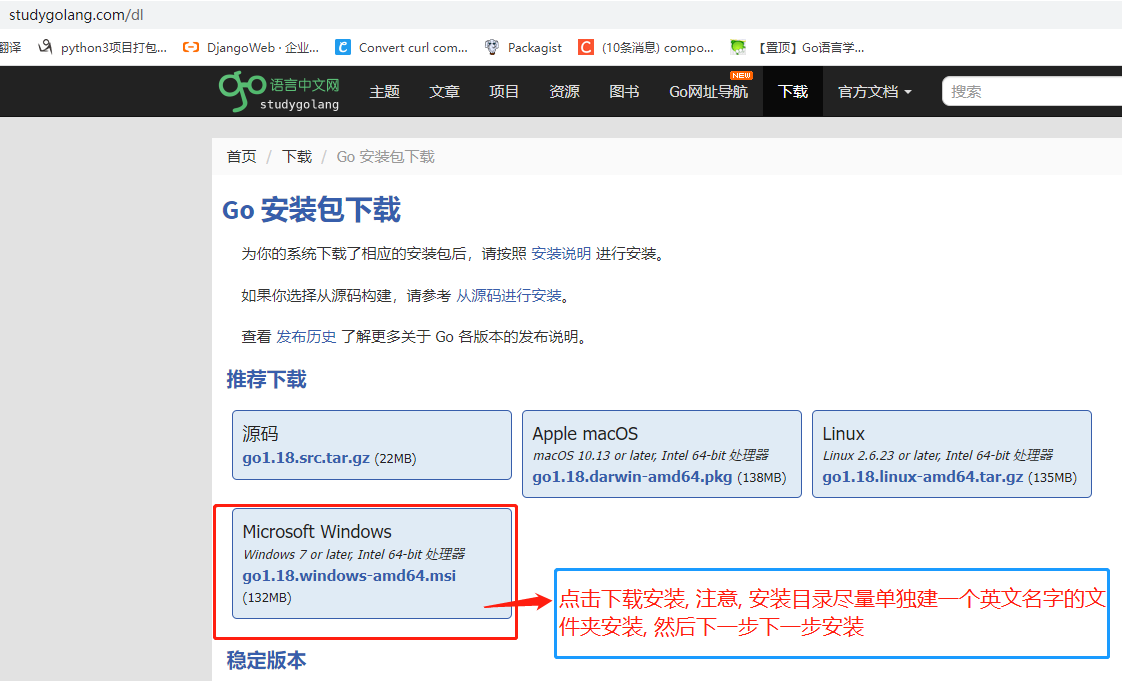 studygolang.com/dl
翻译 python3项目打包... DjangoWeb · 企业... Convert curl com... Packagist (10条消息) compo... 【置顶】Go语言学...
go 语言中文网 studygolang 主题 文章 项目 资源 图书 Go网址导航 NEW 下载 官方文档 搜索
首页 / 下载 / Go 安装包下载
Go 安装包下载
为你的系统下载了相应的安装包后，请按照 安装说明 进行安装。
如果你选择从源码构建，请参考 从源码进行安装。
查看 发布历史 了解更多关于 Go 各版本的发布说明。
推荐下载
源码
go1.18.src.tar.gz (22MB)
Apple macOS
macOS 10.13 or later, Intel 64-bit 处理器
go1.18.darwin-amd64.pkg (138MB)
Linux
Linux 2.6.23 or later, Intel 64-bit 处理器
go1.18.linux-amd64.tar.gz (135MB)
Microsoft Windows
Windows 7 or later, Intel 64-bit 处理器
go1.18.windows-amd64.msi
(132MB)
点击下载安装, 注意, 安装目录尽量单独建一个英文名字的文
件夹安装, 然后下一步下一步安装
稳定版本